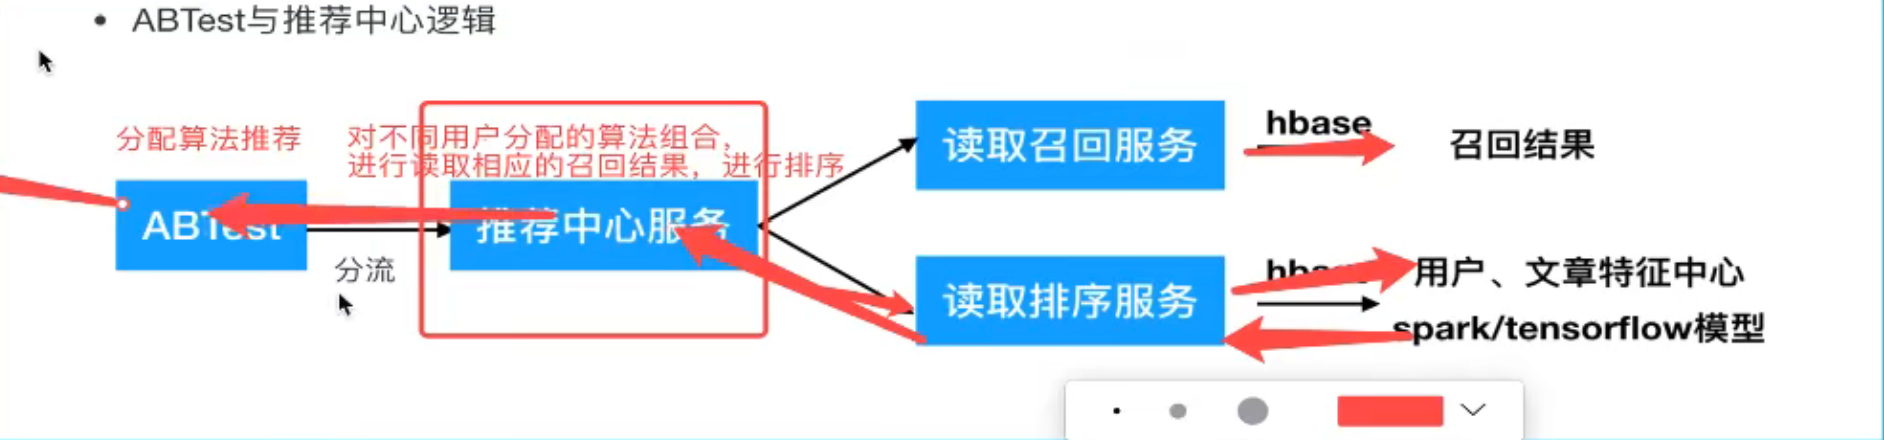 ABTest与推荐中心逻辑
分配算法推荐
对不同用户分配的算法组合，
进行读取相应的召回结果，进行排序
ABTest
分流
推荐中心服务
读取召回服务
hbase
召回结果
读取排序服务
hbase
用户、文章特征中心
spark/tensorflow模型